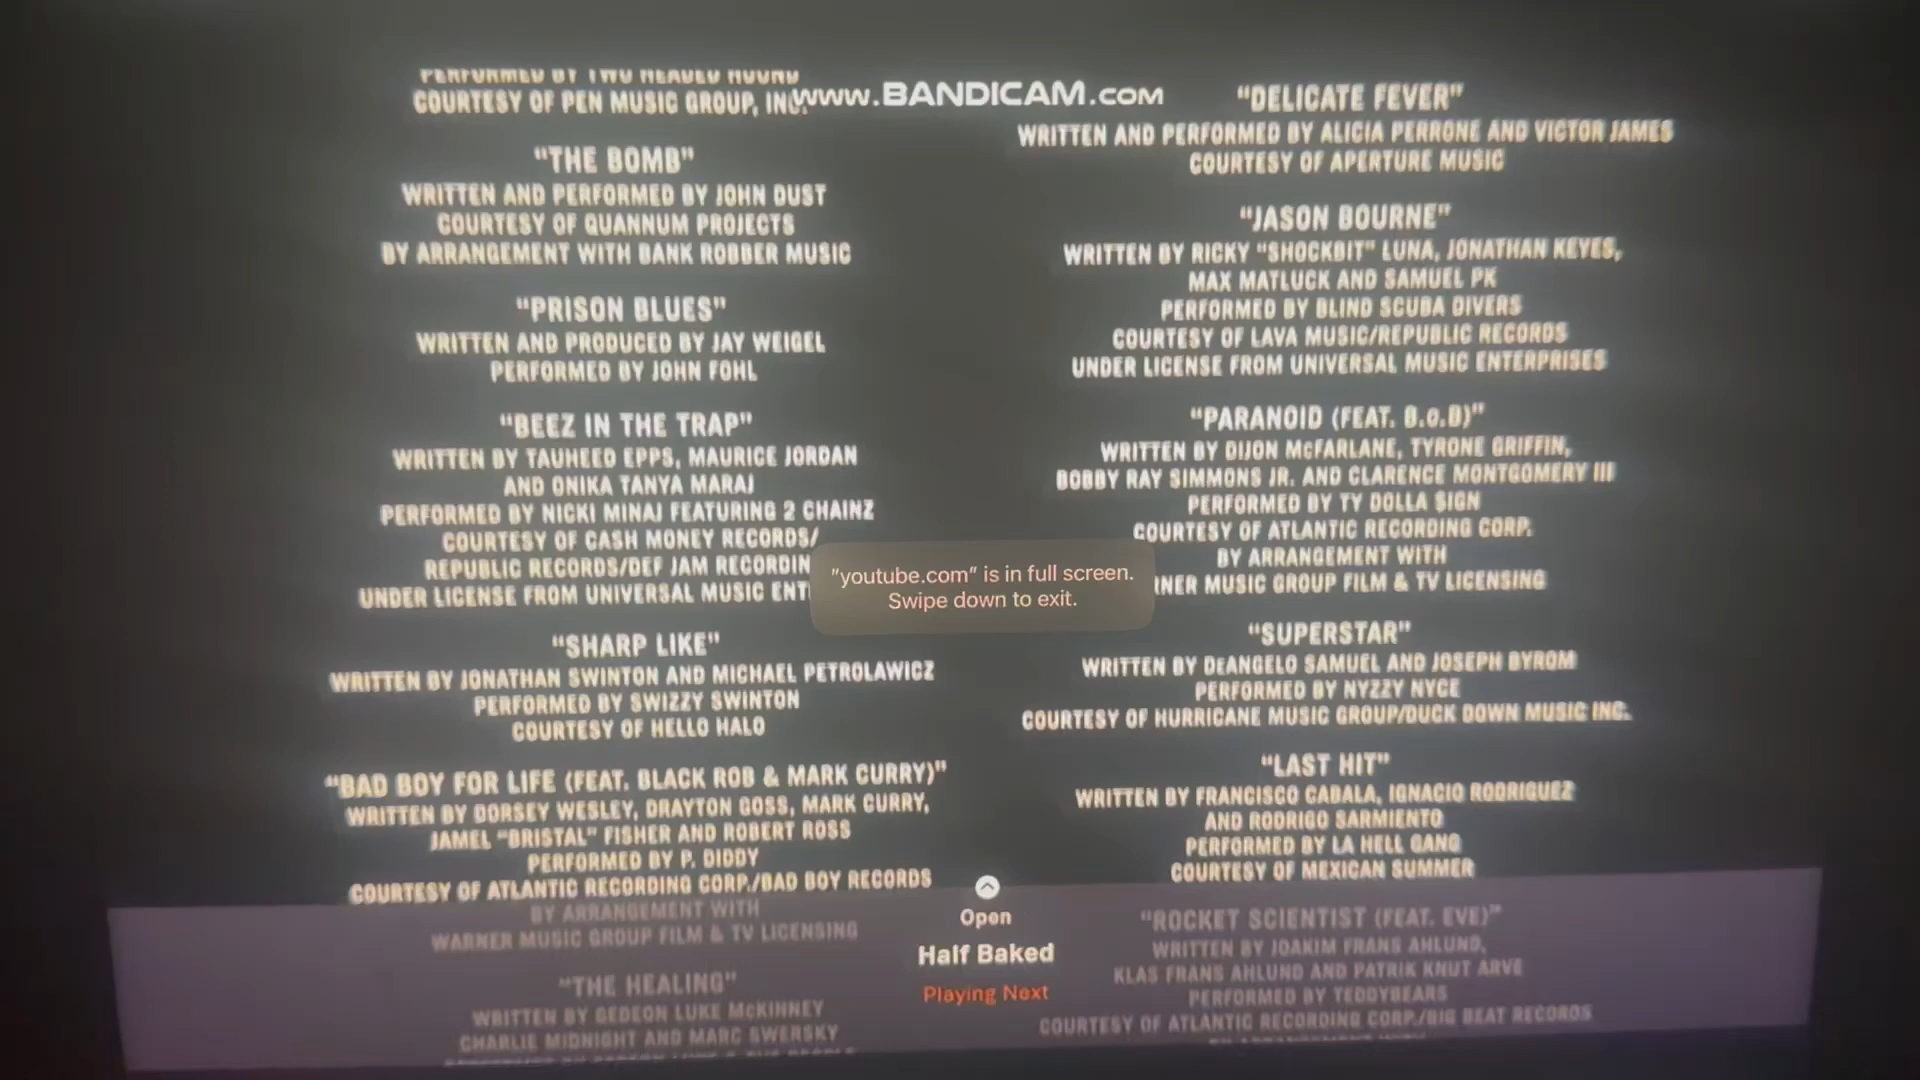 PERFORMED BY TWO HEADED HOUND
COURTESY OF PEN MUSIC GROUP, INC.
"THE BOMB"
WRITTEN AND PERFORMED BY JOHN DUST
COURTESY OF QUANNUM PROJECTS
BY ARRANGEMENT WITH BANK ROBBER MUSIC
"PRISON BLUES"
WRITTEN AND PRODUCED BY JAY WEIGEL
PERFORMED BY JOHN FOHL
"BEEZ IN THE TRAP"
WRITTEN BY TAUHEED EPPS, MAURICE JORDAN
AND ONIKA TANYA MARAJ
PERFORMED BY NICKI MINAJ FEATURING 2 CHAINZ
COURTESY OF CASH MONEY RECORDS/
REPUBLIC RECORDS/DEF JAM RECORDIN
UNDER LICENSE FROM UNIVERSAL MUSIC ENT
"SHARP LIKE"
WRITTEN BY JONATHAN SWINTON AND MICHAEL PETROLAWICZ
PERFORMED BY SWIZZY SWINTON
COURTESY OF HELLO HALO
"BAD BOY FOR LIFE (FEAT. BLACK ROB & MARK CURRY)"
WRITTEN BY DORSEY WESLEY, DRAYTON GOSS, MARK CURRY,
JAMEL "BRISTAL" FISHER AND ROBERT ROSS
PERFORMED BY P. DIDDY
COURTESY OF ATLANTIC RECORDING CORP./BAD BOY RECORDS
BY ARRANGEMENT WITH
WARNER MUSIC GROUP FILM & TV LICENSING
"THE HEALING"
WRITTEN BY GEDEON LUKE McKINNEY
CHARLIE MIDNIGHT AND MARC SWERSKY
www.BANDICAM.com
"youtube.com" is in full screen.
Swipe down to exit.
Open
Half Baked
Playing Next
"DELICATE FEVER"
WRITTEN AND PERFORMED BY ALICIA PERRONE AND VICTOR JAMES
COURTESY OF APERTURE MUSIC
"JASON BOURNE"
WRITTEN BY RICKY "SHOCKBIT" LUNA, JONATHAN KEYES,
MAX MATLUCK AND SAMUEL PK
PERFORMED BY BLIND SCUBA DIVERS
COURTESY OF LAVA MUSIC/REPUBLIC RECORDS
UNDER LICENSE FROM UNIVERSAL MUSIC ENTERPRISES
"PARANOID (FEAT. B.o.B)"
WRITTEN BY DIJON McFARLANE, TYRONE GRIFFIN,
BOBBY RAY SIMMONS JR. AND CLARENCE MONTGOMERY III
PERFORMED BY TY DOLLA $IGN
COURTESY OF ATLANTIC RECORDING CORP.
BY ARRANGEMENT WITH
RNER MUSIC GROUP FILM & TV LICENSING
"SUPERSTAR"
WRITTEN BY DeANGELO SAMUEL AND JOSEPH BYROM
PERFORMED BY NYZZY NYCE
COURTESY OF HURRICANE MUSIC GROUP/DUCK DOWN MUSIC INC.
"LAST HIT"
WRITTEN BY FRANCISCO CABALA, IGNACIO RODRIGUEZ
AND RODRIGO SARMIENTO
PERFORMED BY LA HELL GANG
COURTESY OF MEXICAN SUMMER
"ROCKET SCIENTIST (FEAT. EVE)"
WRITTEN BY JOAKIM FRANS AHLUND,
KLAS FRANS AHLUND AND PATRIK KNUT ARVE
PERFORMED BY TEDDYBEARS
COURTESY OF ATLANTIC RECORDING CORP./BIG BEAT RECORDS